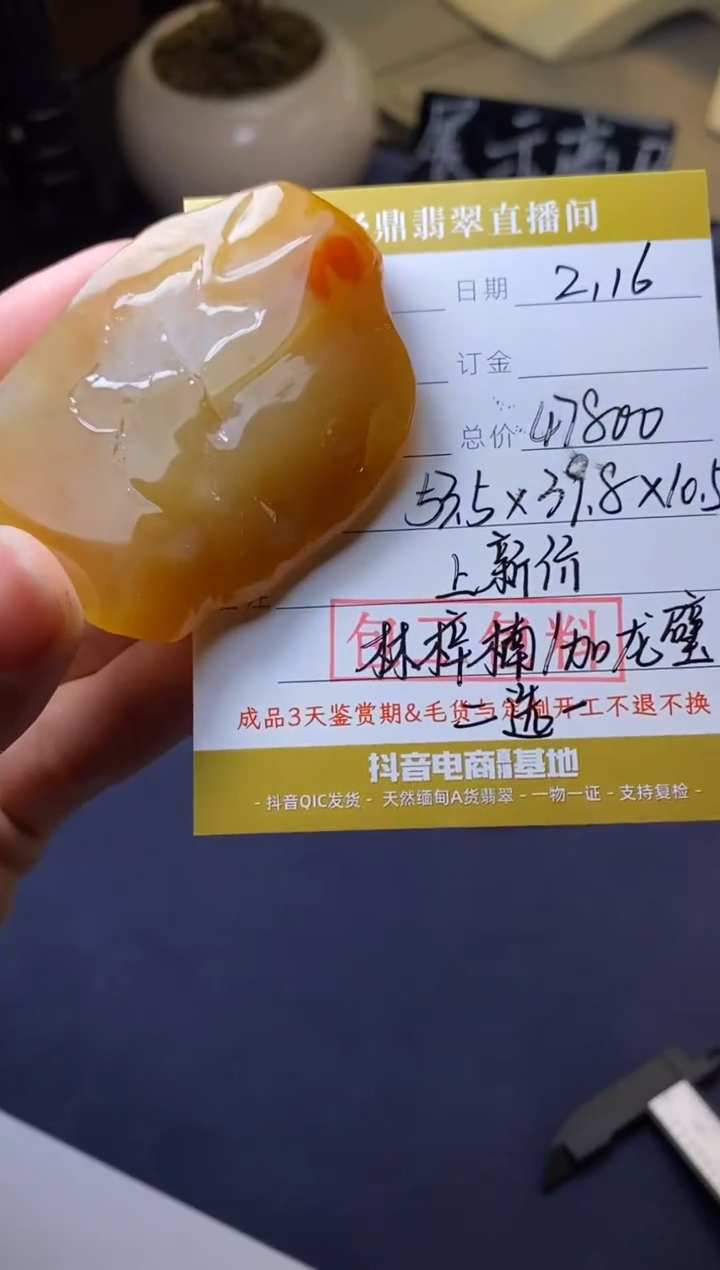 展示
鼎翡翠直播间
日期 2,16
订金
总价 47800
53.5×39.8×10.5
上新价
林梓楠/加龙璧
二选一
成品3天鉴赏期&毛货与定制开工不退不换
抖音电商基地
- 抖音QIC发货 - 天然缅甸A货翡翠 - 一物一证 - 支持复检 -